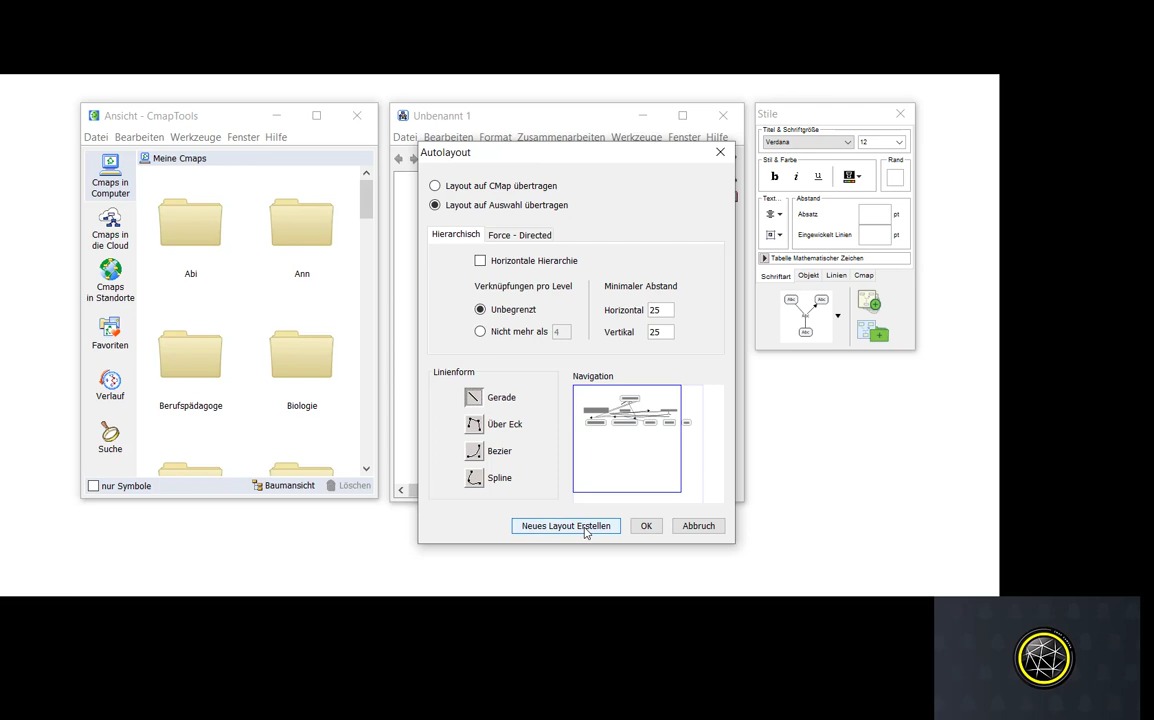 Ansicht - CmapTools
Datei Bearbeiten Werkzeuge Fenster Hilfe
Cmaps in
Computer
Cmaps in
die Cloud
Cmaps
in Standorte
Favoriten
Verlauf
Suche
Meine Cmaps
Abi
Ann
Berufspädagoge
Biologie
nur Symbole
Baumansicht
Löschen
Unbenannt 1
Datei Bearbeiten Format Zusammenarbeiten Werkzeuge Fenster Hilfe
Autolayout
Layout auf CMap übertragen
Layout auf Auswahl übertragen
Hierarchisch
Force - Directed
Horizontale Hierarchie
Verknüpfungen pro Level
Unbegrenzt
Nicht mehr als 4
Minimaler Abstand
Horizontal 25
Vertikal 25
Linienform
Gerade
Über Eck
Bezier
Spline
Navigation
Neues Layout Erstellen
OK
Abbruch
Stile
Titel & Schriftgröße
Verdana
12
Stil & Farbe
b i u
Rand
Text...
Abstand
Absatz pt
Eingewickelt Linien pt
Tabelle Mathematischer Zeichen
Schriftart Objekt Linien Cmap
Abc
Abc
Abc